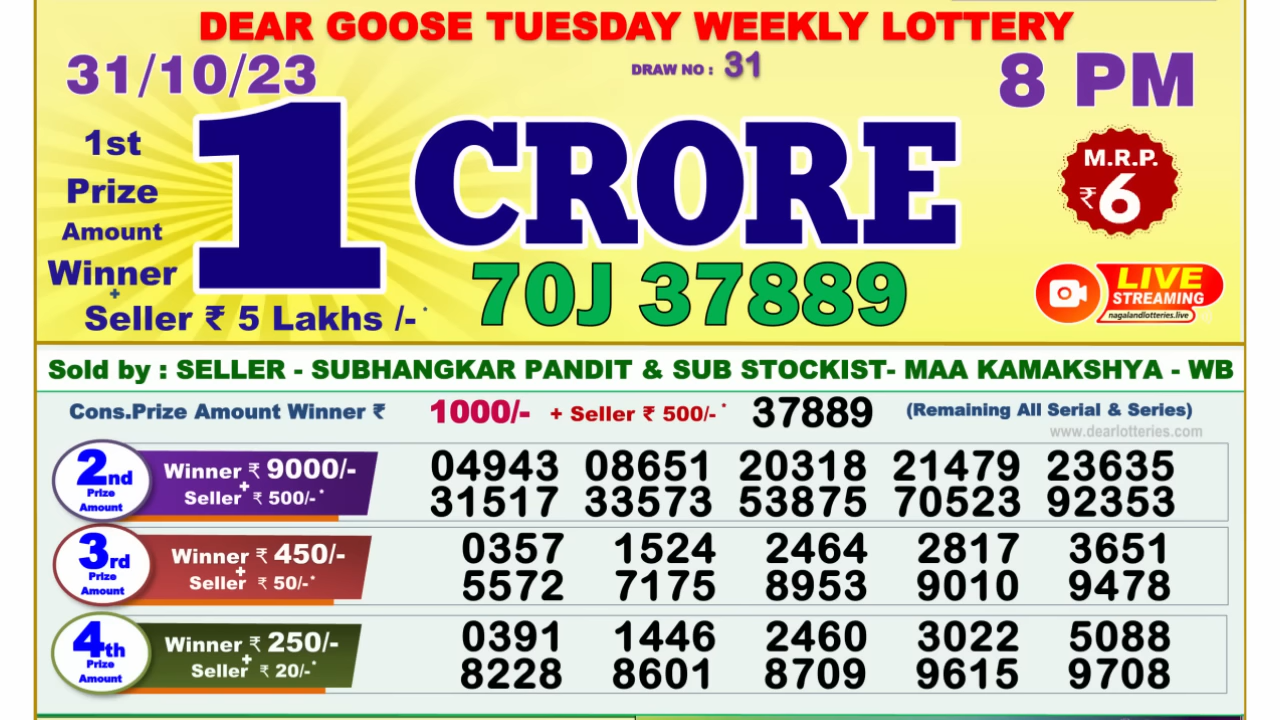 DEAR GOOSE TUESDAY WEEKLY LOTTERY
31/10/23
DRAW NO : 31
8 PM
1st
Prize
Amount
Winner
+
Seller ₹ 5 Lakhs /-*
1 CRORE
70J 37889
M.R.P.
₹6
LIVE
STREAMING
nagalandlotteries.live
Sold by : SELLER - SUBHANGKAR PANDIT & SUB STOCKIST- MAA KAMAKSHYA - WB
Cons.Prize Amount Winner ₹ 1000/- + Seller ₹ 500/-* 37889 (Remaining All Serial & Series)
www.dearlotteries.com
2nd
Prize
Amount
Winner ₹ 9000/-
+
Seller ₹ 500/-*
04943 08651 20318 21479 23635
31517 33573 53875 70523 92353
3rd
Prize
Amount
Winner ₹ 450/-
+
Seller ₹ 50/-*
0357 1524 2464 2817 3651
5572 7175 8953 9010 9478
4th
Prize
Amount
Winner ₹ 250/-
+
Seller ₹ 20/-*
0391 1446 2460 3022 5088
8228 8601 8709 9615 9708